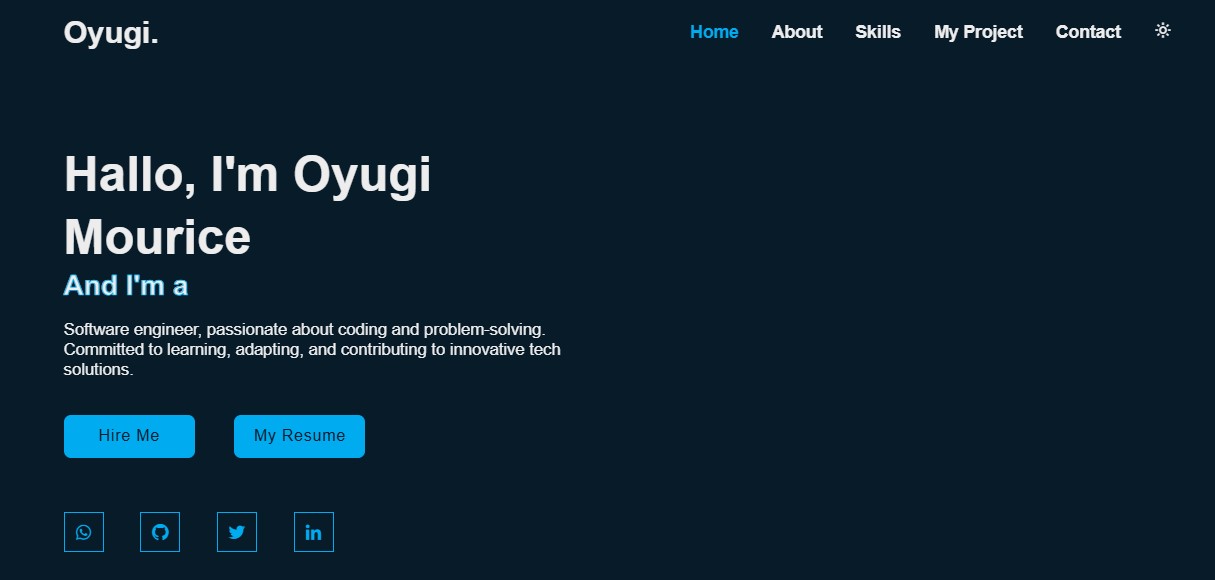 Oyugi.
Home About Skills My Project Contact
Hallo, I'm Oyugi
Mourice
And I'm a
Software engineer, passionate about coding and problem-solving.
Committed to learning, adapting, and contributing to innovative tech
solutions.
Hire Me My Resume
in